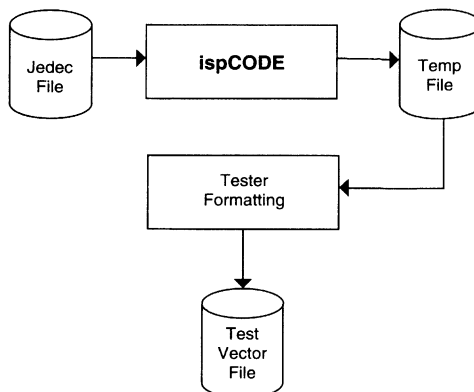 Jedec
File
ispCODE
Temp
File
Tester
Formatting
Test
Vector
File